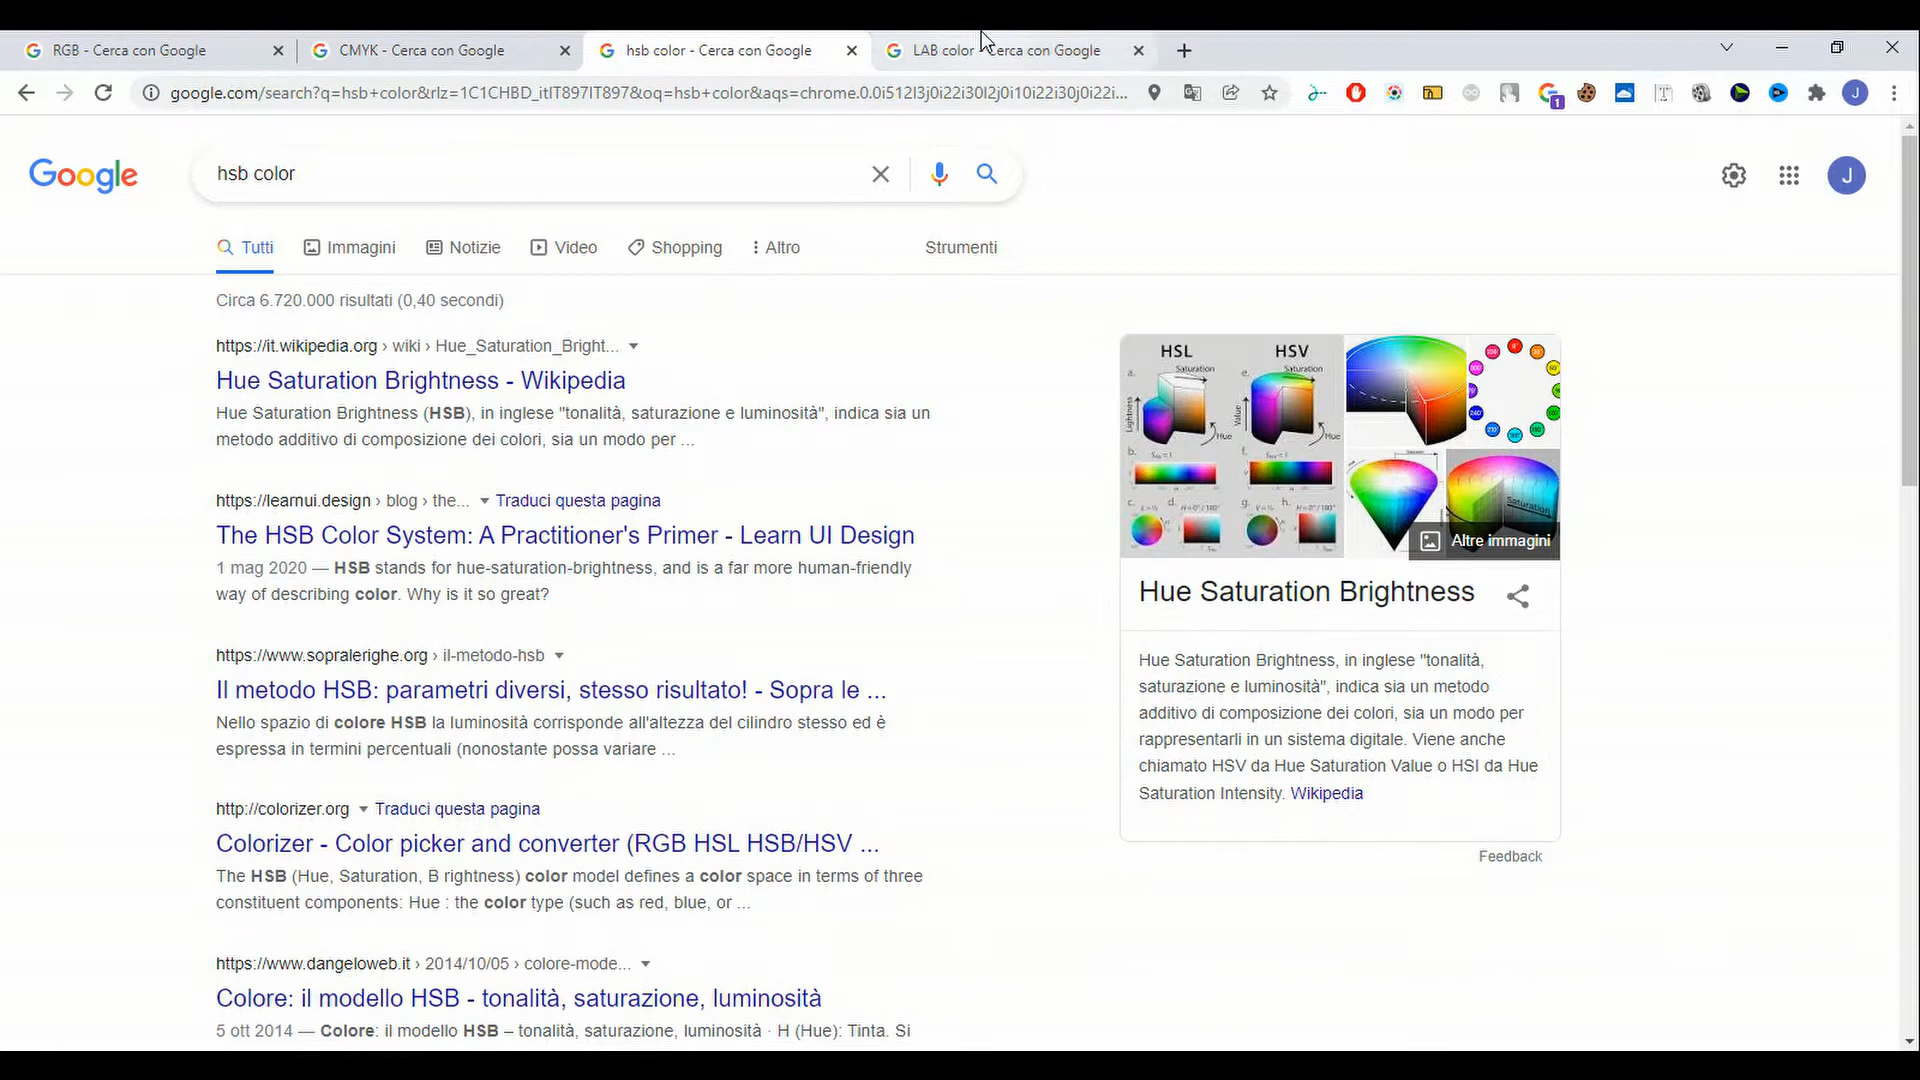 RGB - Cerca con Google
CMYK - Cerca con Google
hsb color - Cerca con Google
LAB color - Cerca con Google
google.com/search?q=hsb+color&rlz=1C1CHBD_itIT897IT897&oq=hsb+color&aqs=chrome.0.0i512l3j0i22i30l2j0i10i22i30j0i22i...
1
J
Google
hsb color
J
Tutti
Immagini
Notizie
Video
Shopping
Altro
Strumenti
Circa 6.720.000 risultati (0,40 secondi)
https://it.wikipedia.org › wiki › Hue_Saturation_Bright...
Hue Saturation Brightness - Wikipedia
Hue Saturation Brightness (HSB), in inglese "tonalità, saturazione e luminosità", indica sia un
metodo additivo di composizione dei colori, sia un modo per ...
https://learnui.design › blog › the... Traduci questa pagina
The HSB Color System: A Practitioner's Primer - Learn UI Design
1 mag 2020 — HSB stands for hue-saturation-brightness, and is a far more human-friendly
way of describing color. Why is it so great?
https://www.sopralerighe.org › il-metodo-hsb
Il metodo HSB: parametri diversi, stesso risultato! - Sopra le ...
Nello spazio di colore HSB la luminosità corrisponde all'altezza del cilindro stesso ed è
espressa in termini percentuali (nonostante possa variare ...
http://colorizer.org Traduci questa pagina
Colorizer - Color picker and converter (RGB HSL HSB/HSV ...
The HSB (Hue, Saturation, B rightness) color model defines a color space in terms of three
constituent components: Hue : the color type (such as red, blue, or ...
https://www.dangeloweb.it › 2014/10/05 › colore-mode...
Colore: il modello HSB - tonalità, saturazione, luminosità
5 ott 2014 — Colore: il modello HSB – tonalità, saturazione, luminosità · H (Hue): Tinta. Si
HSL
HSV
Saturation
Saturation
Lightness
Value
Hue
Hue
Saturation
Altre immagini
Hue Saturation Brightness
Hue Saturation Brightness, in inglese "tonalità,
saturazione e luminosità", indica sia un metodo
additivo di composizione dei colori, sia un modo per
rappresentarli in un sistema digitale. Viene anche
chiamato HSV da Hue Saturation Value o HSI da Hue
Saturation Intensity. Wikipedia
Feedback